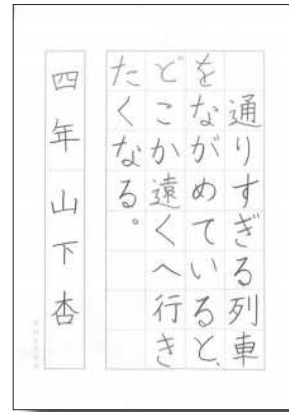 通りすぎる列車
をながめていると、
どこか遠くへ行き
たくなる。
四年 山下杏